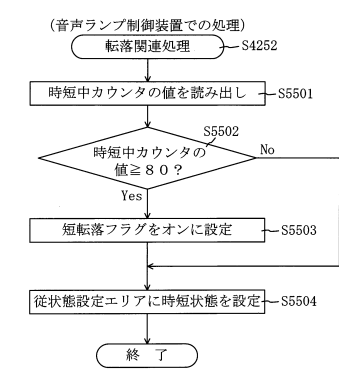 (音声ランプ制御装置での処理)
転落関連処理
S4252
時短中カウンタの値を読み出し
S5501
S5502
時短中カウンタの
値≧80?
No
Yes
短転落フラグをオンに設定
S5503
従状態設定エリアに時短状態を設定
S5504
終 了